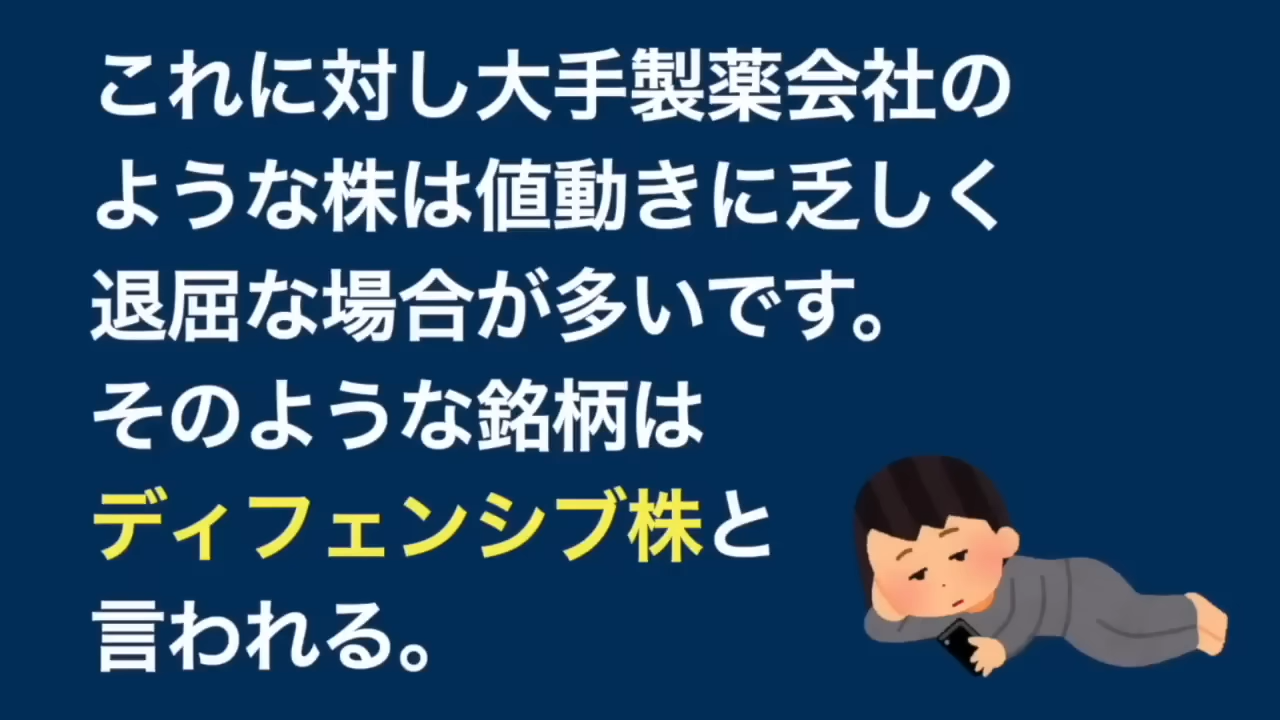 これに対し大手製薬会社の
ような株は値動きに乏しく
退屈な場合が多いです。
そのような銘柄は
ディフェンシブ株と
言われる。